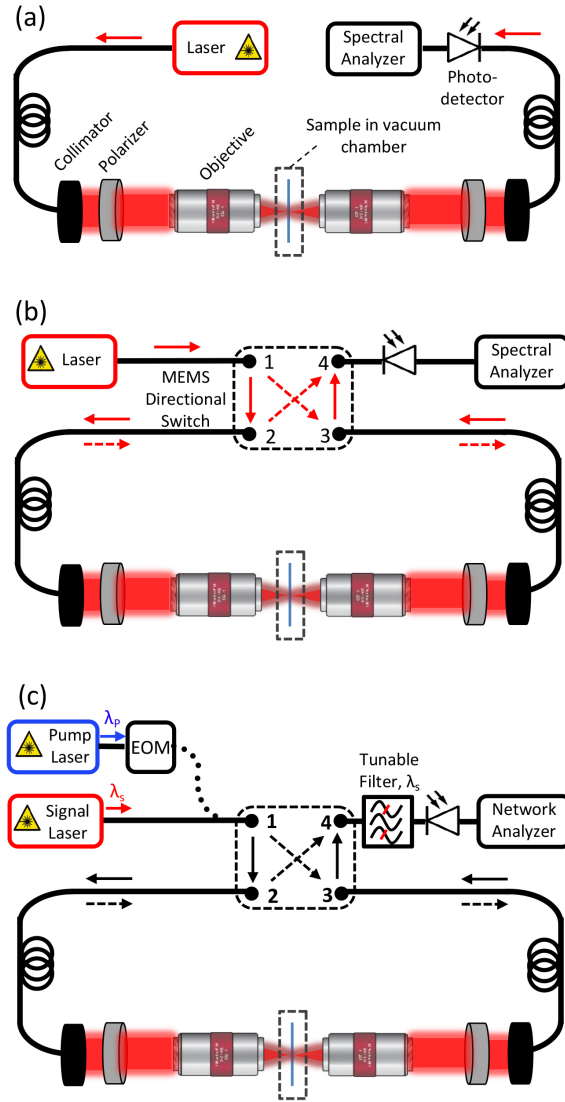 (a)
Laser
Spectral
Analyzer
Photo-
detector
Collimator
Polarizer
Objective
Sample in vacuum
chamber
(b)
Laser
1
4
Spectral
Analyzer
MEMS
Directional
Switch
2
3
(c)
Pump
Laser
λP
EOM
Tunable
Filter, λs
Signal
Laser
λs
1
4
Network
Analyzer
2
3